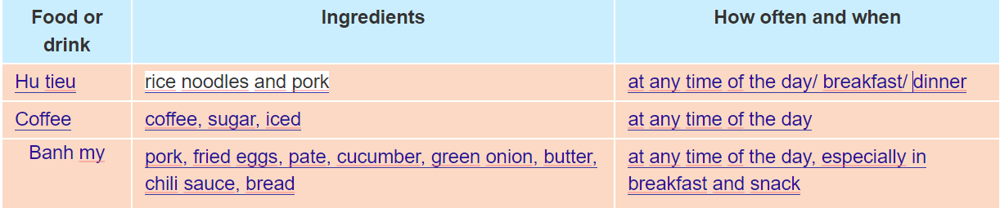 Food or
drink
Ingredients
How often and when
Hu tieu
rice noodles and pork
at any time of the day/ breakfast/ dinner
Coffee
coffee, sugar, iced
at any time of the day
Banh my
pork, fried eggs, pate, cucumber, green onion, butter,
chili sauce, bread
at any time of the day, especially in
breakfast and snack